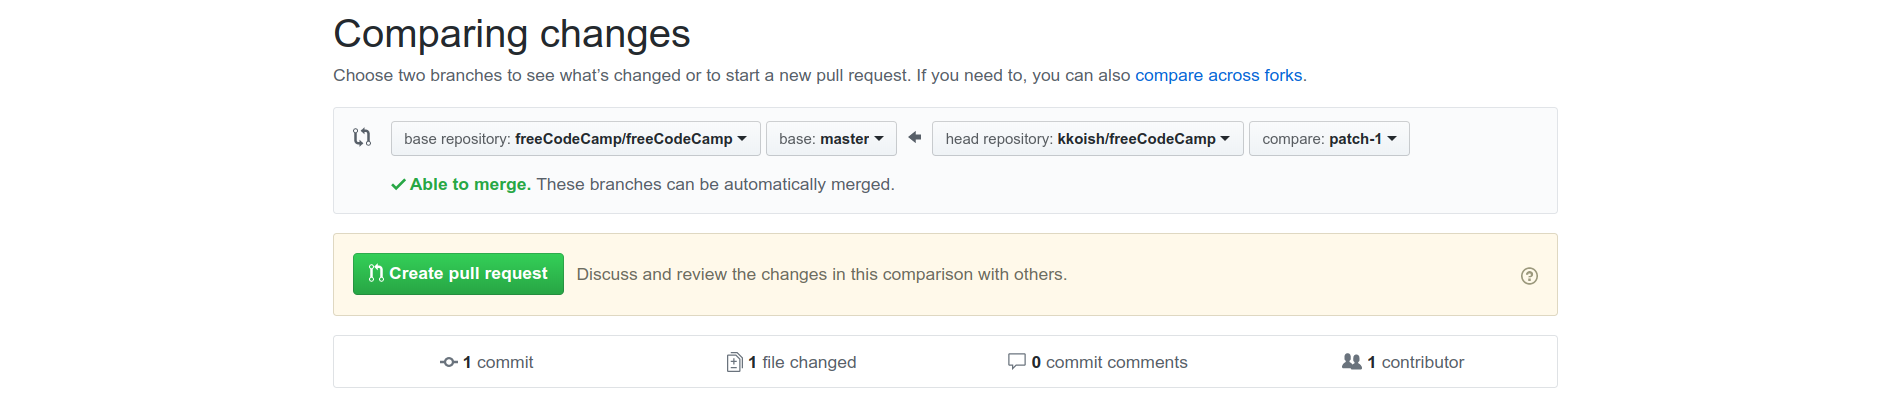 Comparing changes
Choose two branches to see what’s changed or to start a new pull request. If you need to, you can also compare across forks.
base repository: freeCodeCamp/freeCodeCamp base: master head repository: kkoish/freeCodeCamp compare: patch-1
Able to merge. These branches can be automatically merged.
Create pull request Discuss and review the changes in this comparison with others.
1 commit 1 file changed 0 commit comments 1 contributor